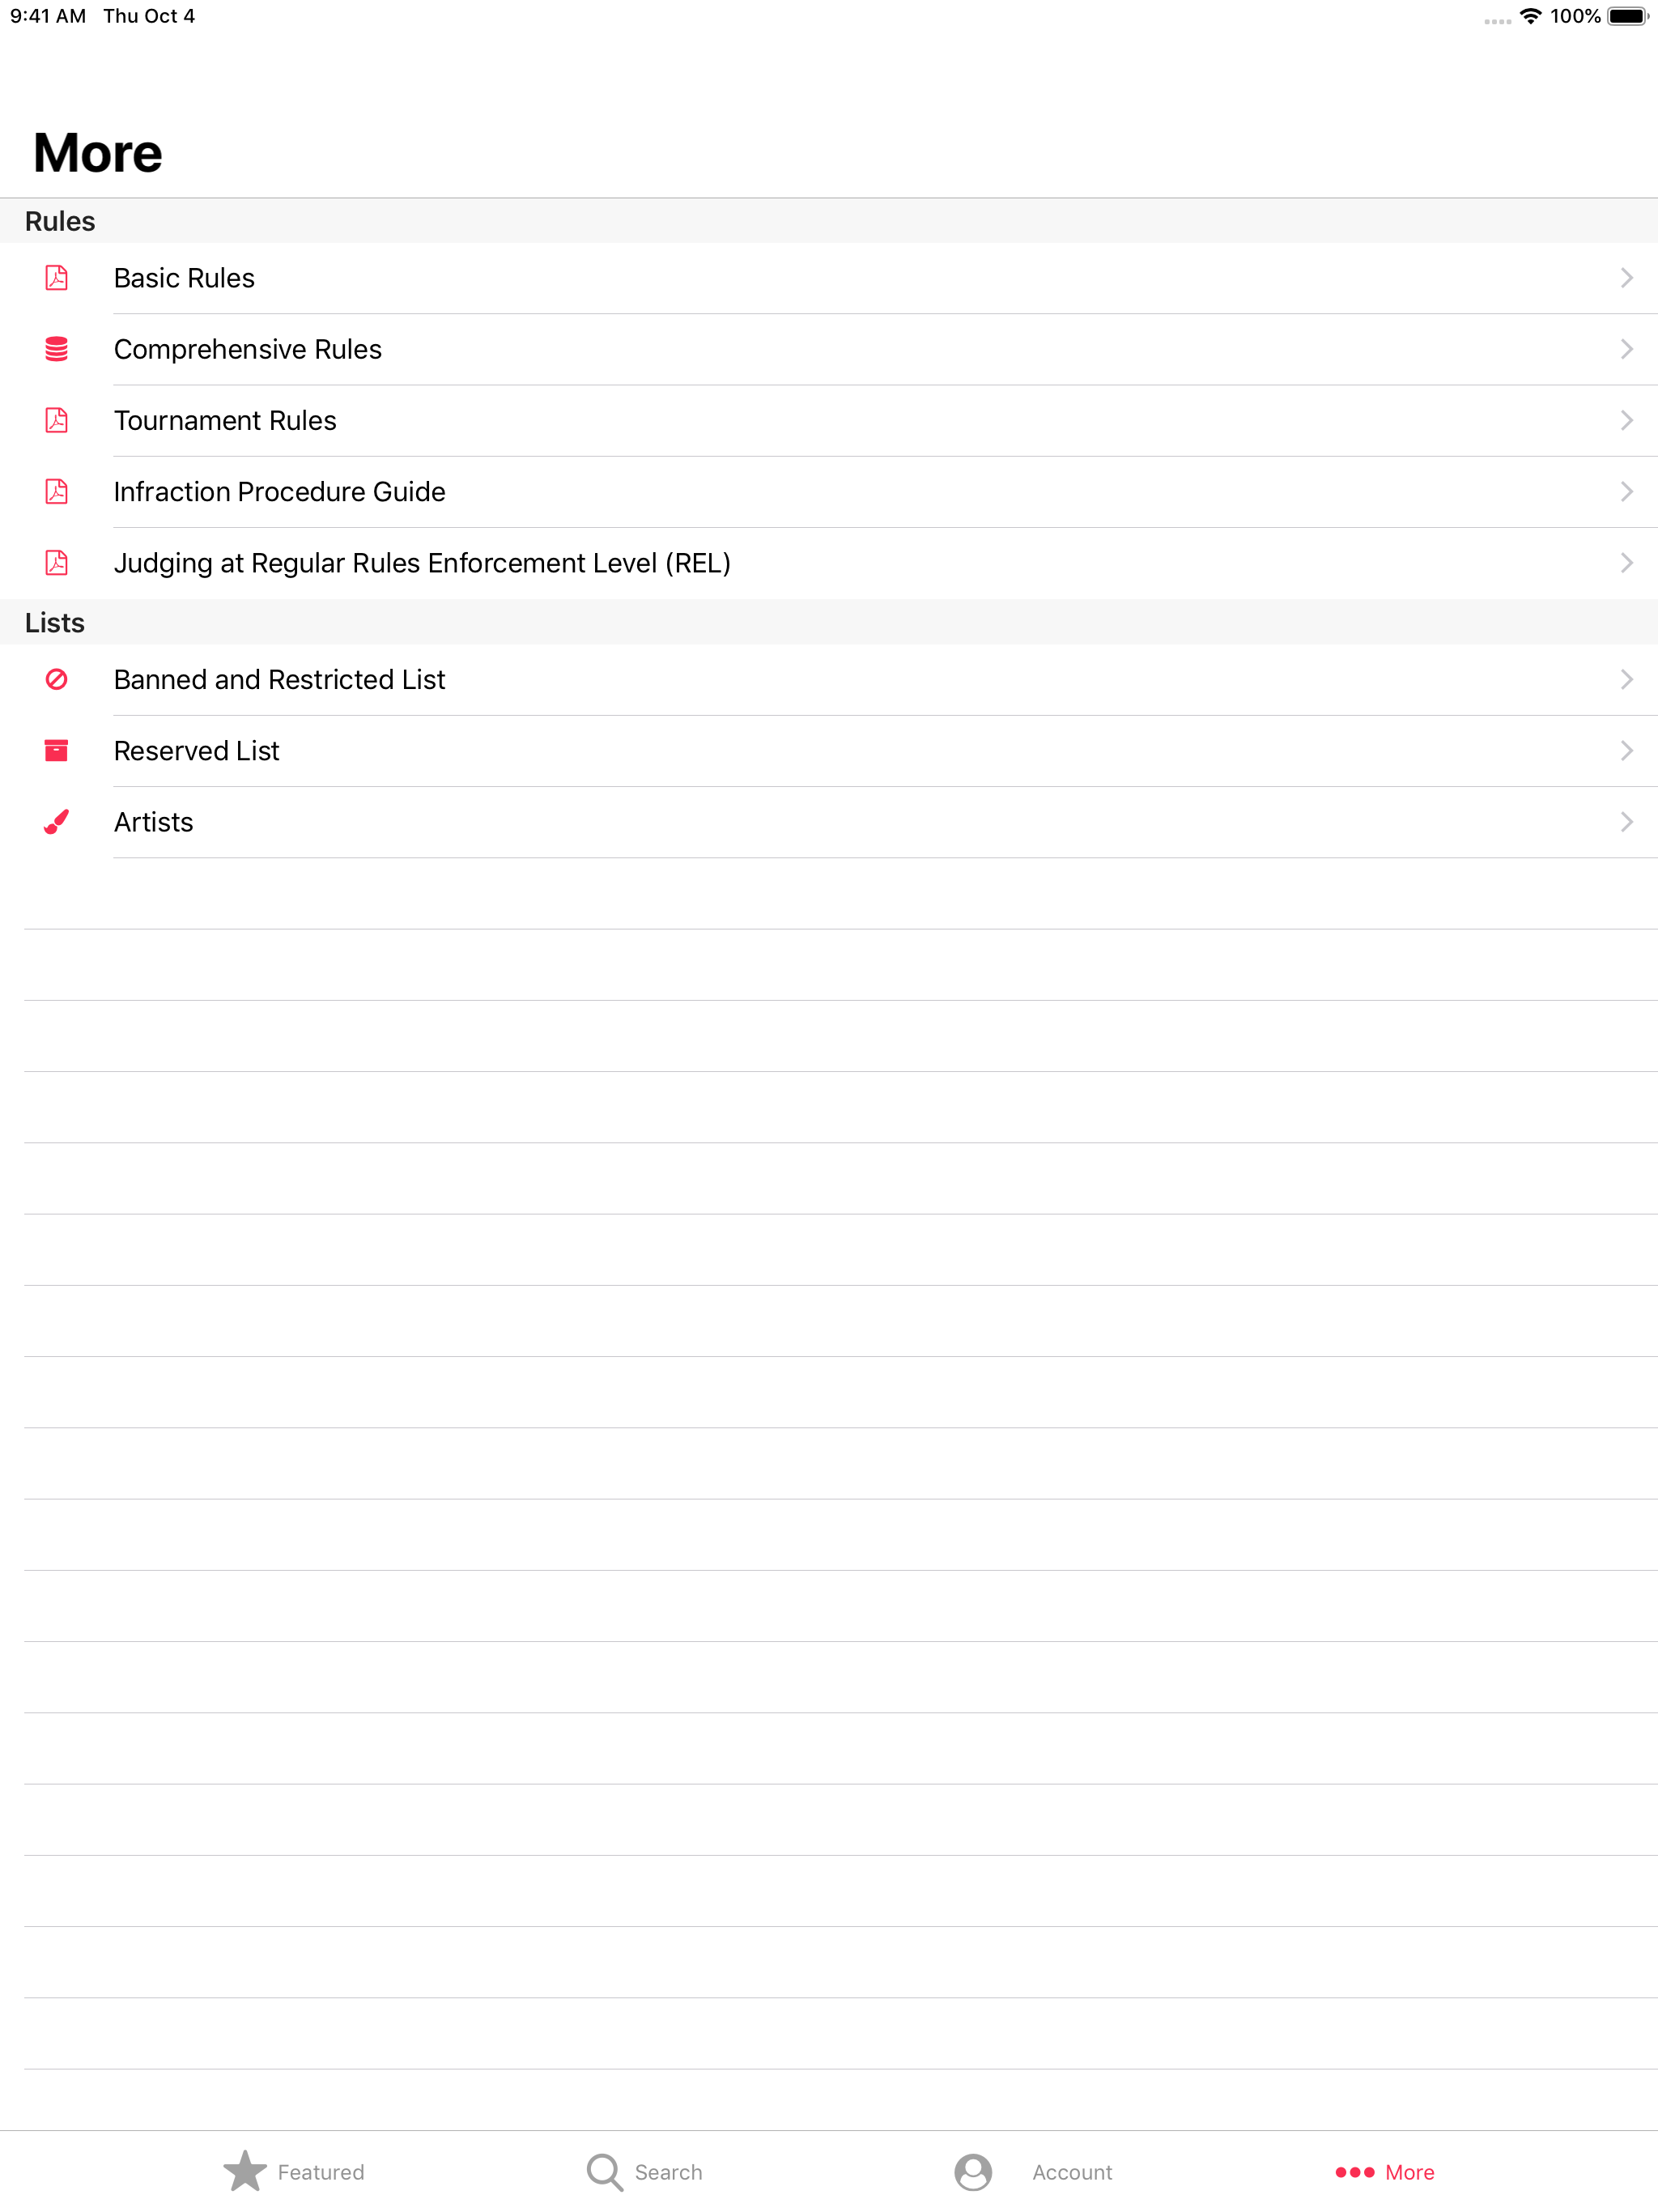 9:41 AM Thu Oct 4 100%
More
Rules
Basic Rules
Comprehensive Rules
Tournament Rules
Infraction Procedure Guide
Judging at Regular Rules Enforcement Level (REL)
Lists
Banned and Restricted List
Reserved List
Artists
Featured Search Account More